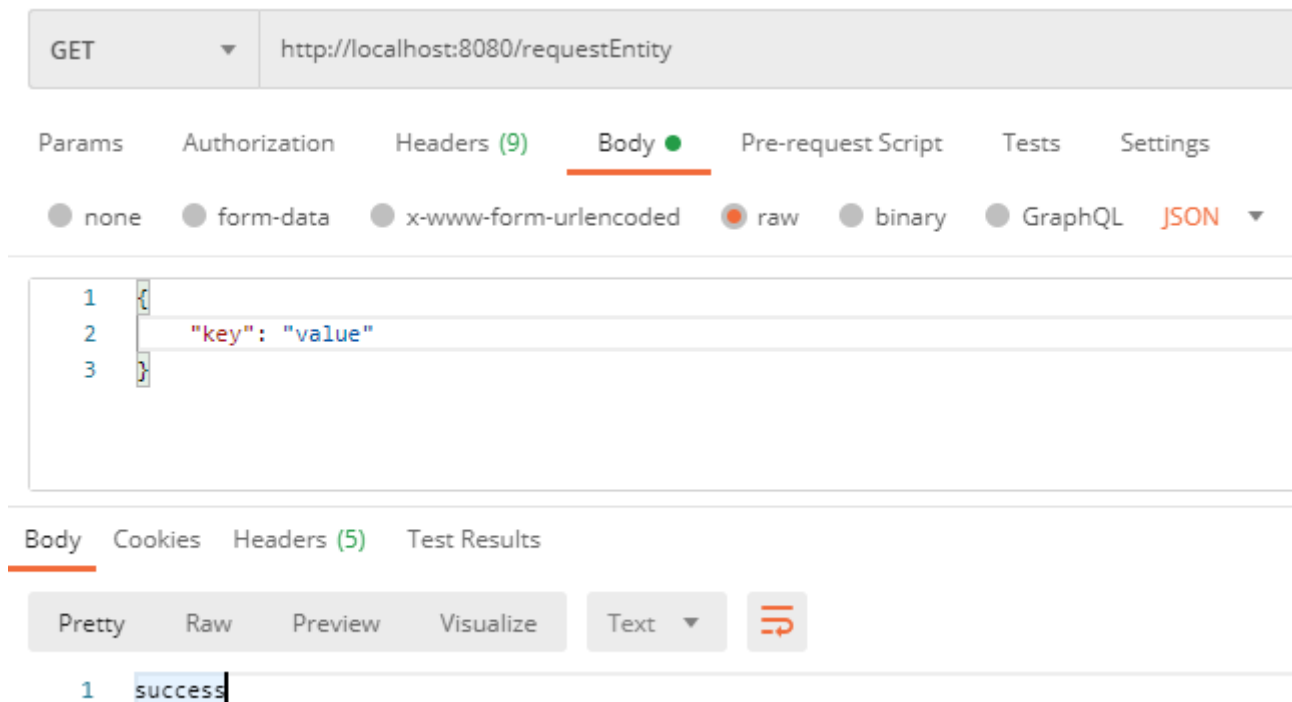 GET http://localhost:8080/requestEntity
Params Authorization Headers (9) Body Pre-request Script Tests Settings
none form-data x-www-form-urlencoded raw binary GraphQL JSON
1 {
2 "key": "value"
3 }
Body Cookies Headers (5) Test Results
Pretty Raw Preview Visualize Text
1 success